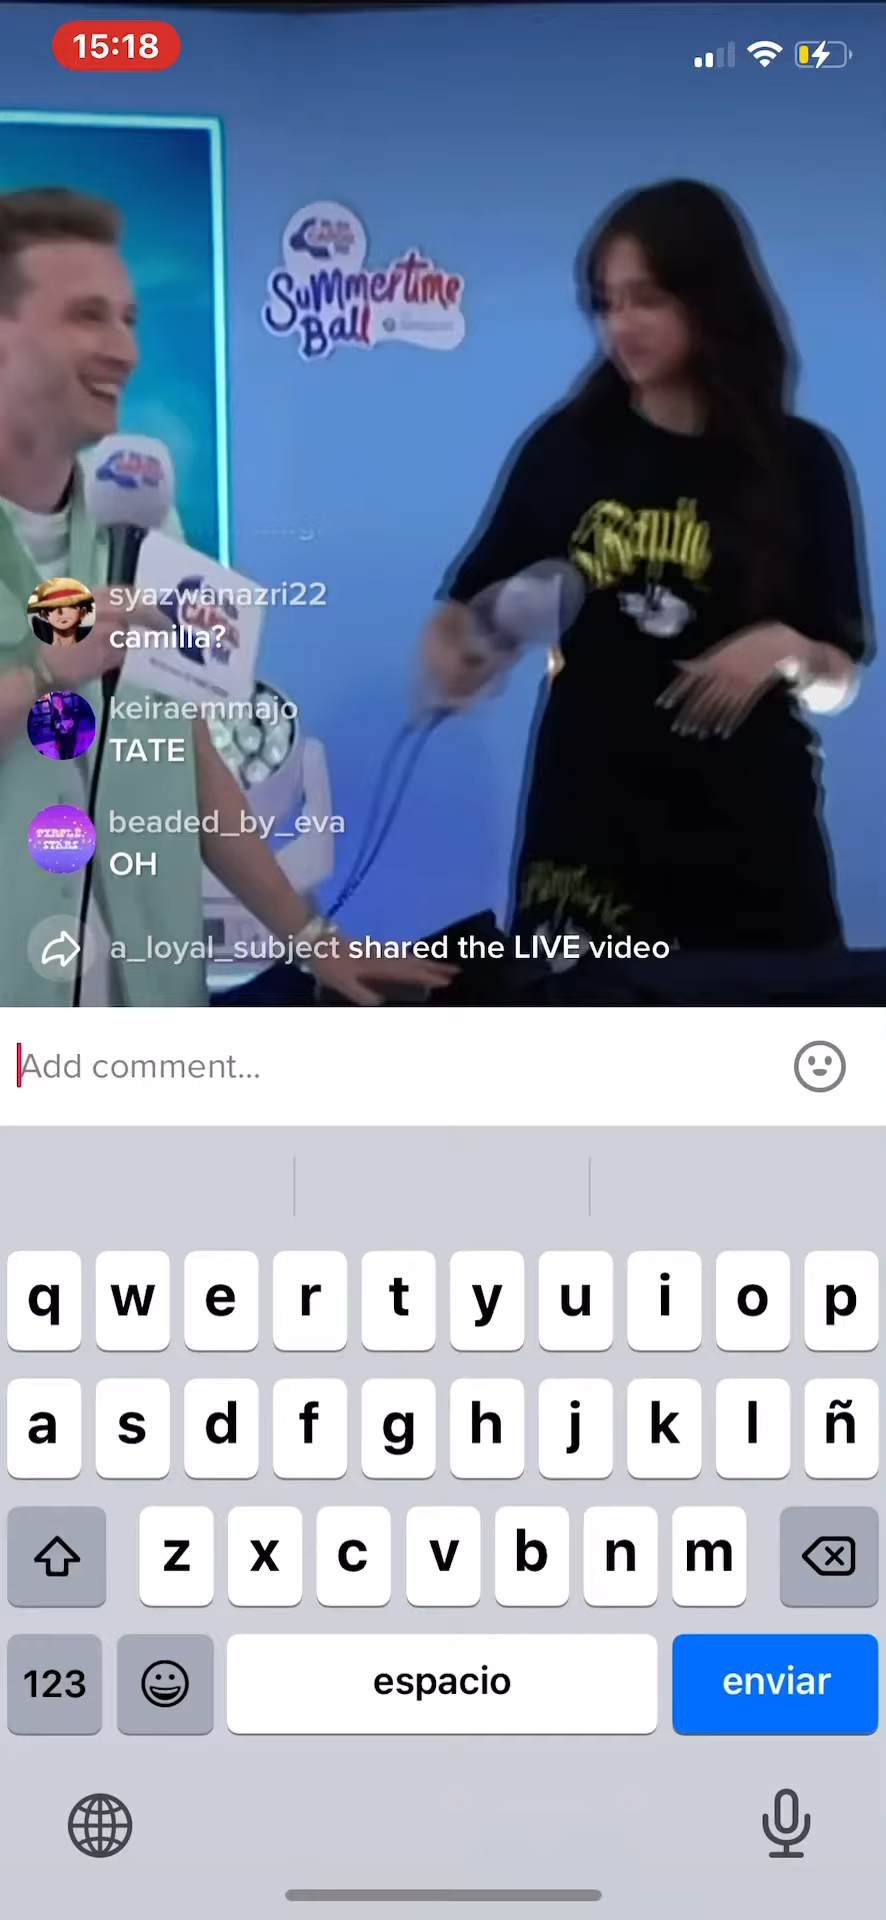 15:18
Summertime
Ball
syazwanazri22
camilla?
keiraemmajo
TATE
beaded_by_eva
OH
a_loyal_subject shared the LIVE video
Add comment...
q w e r t y u i o p
a s d f g h j k l ñ
z x c v b n m
123 espacio enviar